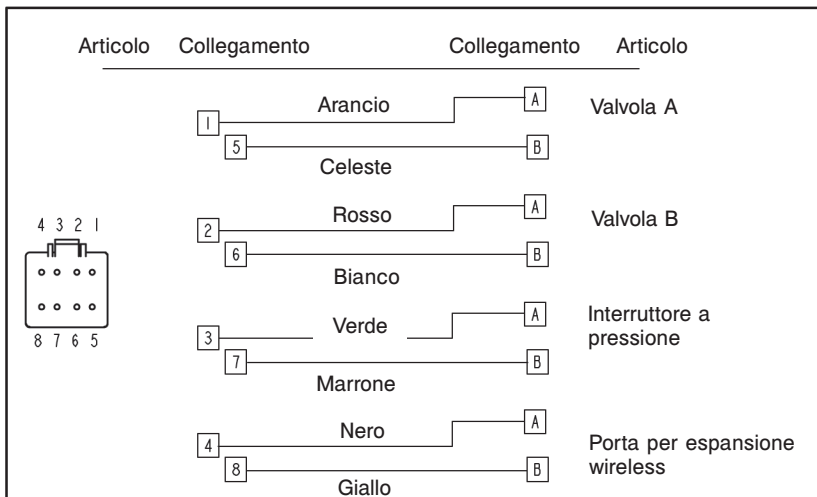 Articolo Collegamento Collegamento Articolo
1 Arancio A Valvola A
5 Celeste B
2 Rosso A Valvola B
6 Bianco B
4 3 2 1
8 7 6 5
3 Verde A Interruttore a
pressione
7 Marrone B
4 Nero A Porta per espansione
wireless
8 Giallo B